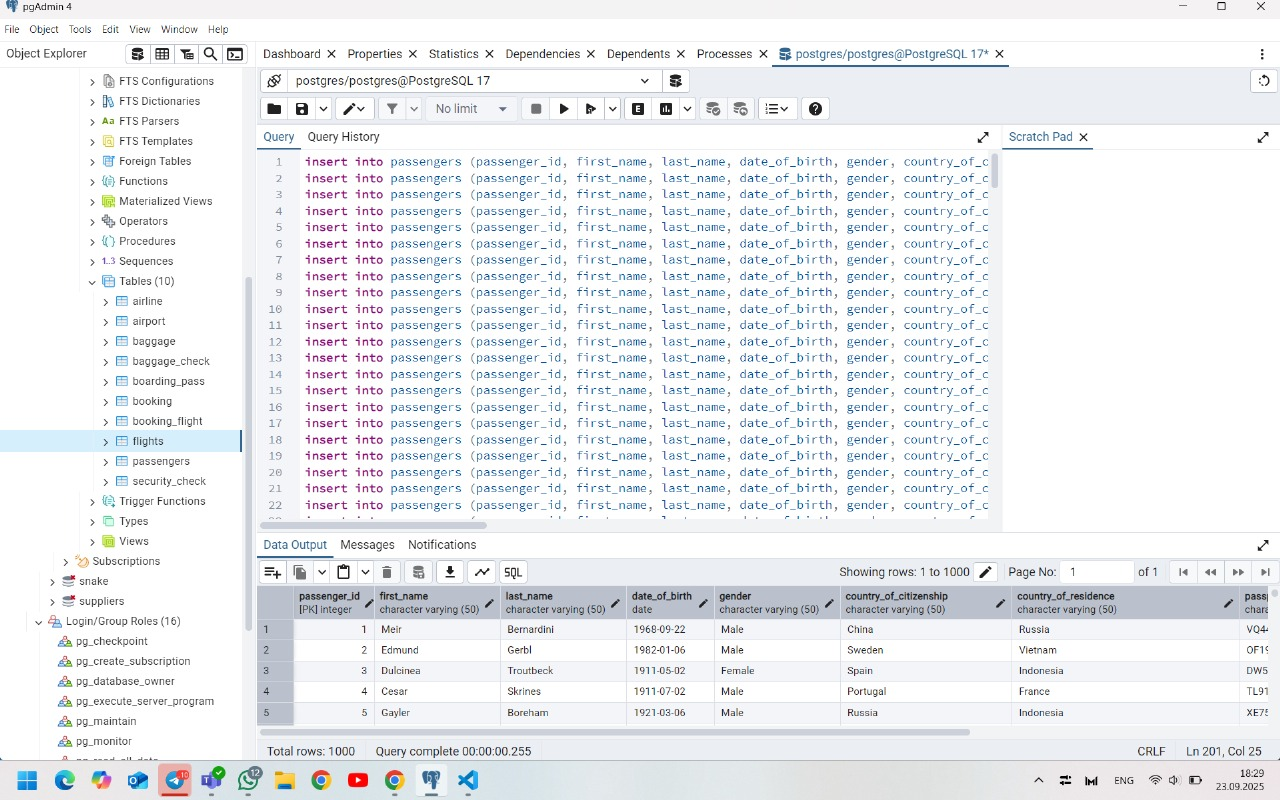 pgAdmin 4
File Object Tools Edit View Window Help
Object Explorer
Dashboard Properties Statistics Dependencies Dependents Processes postgres/postgres@PostgreSQL 17*
postgres/postgres@PostgreSQL 17
No limit
E
Query Query History
Scratch Pad
FTS Configurations
FTS Dictionaries
Aa FTS Parsers
FTS Templates
Foreign Tables
Functions
Materialized Views
Operators
Procedures
1..3 Sequences
Tables (10)
airline
airport
baggage
baggage_check
boarding_pass
booking
booking_flight
flights
passengers
security_check
Trigger Functions
Types
Views
Subscriptions
snake
suppliers
Login/Group Roles (16)
pg_checkpoint
pg_create_subscription
pg_database_owner
pg_execute_server_program
pg_maintain
pg_monitor
1 insert into passengers (passenger_id, first_name, last_name, date_of_birth, gender, country_of_c
2 insert into passengers (passenger_id, first_name, last_name, date_of_birth, gender, country_of_c
3 insert into passengers (passenger_id, first_name, last_name, date_of_birth, gender, country_of_c
4 insert into passengers (passenger_id, first_name, last_name, date_of_birth, gender, country_of_c
5 insert into passengers (passenger_id, first_name, last_name, date_of_birth, gender, country_of_c
6 insert into passengers (passenger_id, first_name, last_name, date_of_birth, gender, country_of_c
7 insert into passengers (passenger_id, first_name, last_name, date_of_birth, gender, country_of_c
8 insert into passengers (passenger_id, first_name, last_name, date_of_birth, gender, country_of_c
9 insert into passengers (passenger_id, first_name, last_name, date_of_birth, gender, country_of_c
10 insert into passengers (passenger_id, first_name, last_name, date_of_birth, gender, country_of_c
11 insert into passengers (passenger_id, first_name, last_name, date_of_birth, gender, country_of_c
12 insert into passengers (passenger_id, first_name, last_name, date_of_birth, gender, country_of_c
13 insert into passengers (passenger_id, first_name, last_name, date_of_birth, gender, country_of_c
14 insert into passengers (passenger_id, first_name, last_name, date_of_birth, gender, country_of_c
15 insert into passengers (passenger_id, first_name, last_name, date_of_birth, gender, country_of_c
16 insert into passengers (passenger_id, first_name, last_name, date_of_birth, gender, country_of_c
17 insert into passengers (passenger_id, first_name, last_name, date_of_birth, gender, country_of_c
18 insert into passengers (passenger_id, first_name, last_name, date_of_birth, gender, country_of_c
19 insert into passengers (passenger_id, first_name, last_name, date_of_birth, gender, country_of_c
20 insert into passengers (passenger_id, first_name, last_name, date_of_birth, gender, country_of_c
21 insert into passengers (passenger_id, first_name, last_name, date_of_birth, gender, country_of_c
22 insert into passengers (passenger_id, first_name, last_name, date_of_birth, gender, country_of_c
Data Output Messages Notifications
SQL
Showing rows: 1 to 1000 Page No: 1 of 1
passenger_id first_name last_name date_of_birth gender country_of_citizenship country_of_residence passp
[PK] integer character varying (50) character varying (50) date character varying (50) character varying (50) character varying (50) chara
1 1 Meir Bernardini 1968-09-22 Male China Russia VQ44
2 2 Edmund Gerbl 1982-01-06 Male Sweden Vietnam OF19
3 3 Dulcinea Troutbeck 1911-05-02 Female Spain Indonesia DW5
4 4 Cesar Skrines 1911-07-02 Male Portugal France TL91
5 5 Gayler Boreham 1921-03-06 Male Russia Indonesia XE75
Total rows: 1000 Query complete 00:00:00.255 CRLF Ln 201, Col 25
10
12
ENG
18:29
23.09.2025